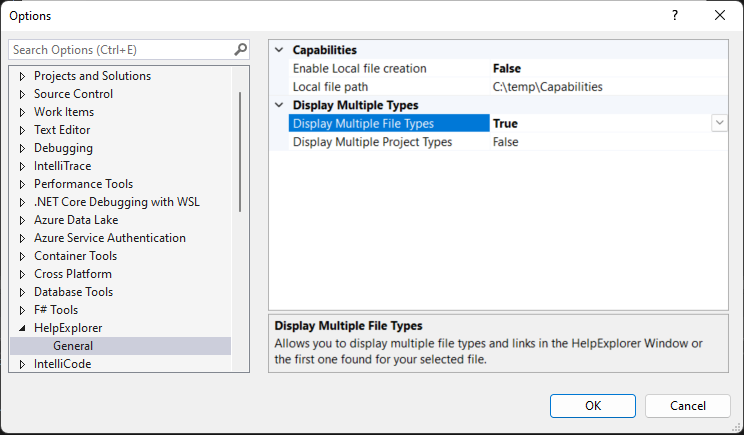 Options
Search Options (Ctrl+E)
Projects and Solutions
Source Control
Work Items
Text Editor
Debugging
IntelliTrace
Performance Tools
.NET Core Debugging with WSL
Azure Data Lake
Azure Service Authentication
Container Tools
Cross Platform
Database Tools
F# Tools
HelpExplorer
General
IntelliCode
Capabilities
Enable Local file creation False
Local file path C:\temp\Capabilities
Display Multiple Types
Display Multiple File Types True
Display Multiple Project Types False
Display Multiple File Types
Allows you to display multiple file types and links in the HelpExplorer Window or
the first one found for your selected file.
OK Cancel